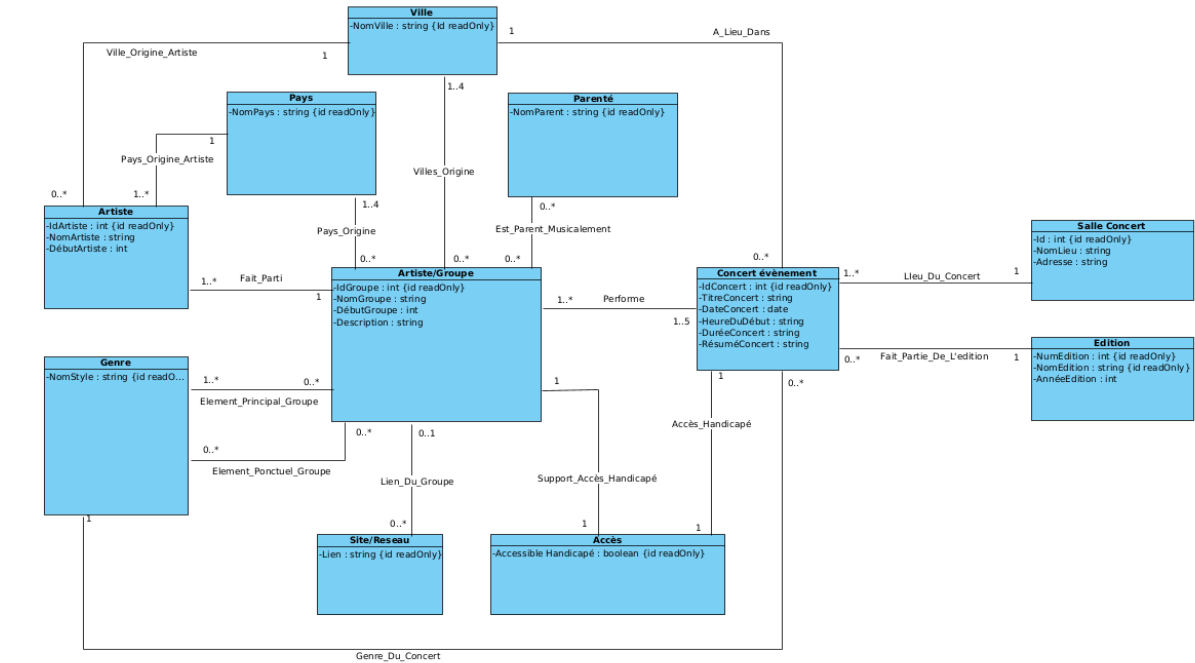 Ville
-NomVille : string {Id readOnly}
1
A_Lieu_Dans
Ville_Origine_Artiste
1
1..4
Pays
-NomPays : string {id readOnly}
Parenté
-NomParent : string {id readOnly}
1
Pays_Origine_Artiste
Villes_Origine
0..*
1..*
1..4
0..*
Artiste
-IdArtiste : int {id readOnly}
-NomArtiste : string
-DébutArtiste : int
Pays_Origine
Est_Parent_Musicalement
0..*
0..*
0..*
0..*
Salle Concert
-Id : int {id readOnly}
-NomLieu : string
-Adresse : string
Artiste/Groupe
-IdGroupe : int {id readOnly}
-NomGroupe : string
-DébutGroupe : int
-Description : string
Concert évènement
-IdConcert : int {id readOnly}
-TitreConcert : string
-DateConcert : date
-HeureDuDébut : string
-DuréeConcert : string
-RésuméConcert : string
1..*
Fait_Parti
1
1..*
Performe
1..5
1..*
LIeu_Du_Concert
1
Edition
-NumEdition : int {id readOnly}
-NomEdition : string {id readOnly}
-AnnéeEdition : int
0..*
Fait_Partie_De_L'edition
1
Genre
-NomStyle : string {id readO...
1..*
0..*
Element_Principal_Groupe
1
1
0..*
Accès_Handicapé
0..*
0..*
0..1
Element_Ponctuel_Groupe
Lien_Du_Groupe
Support_Accès_Handicapé
1
0..*
1
1
Site/Reseau
-Lien : string {id readOnly}
Accès
-Accessible Handicapé : boolean {id readOnly}
Genre_Du_Concert